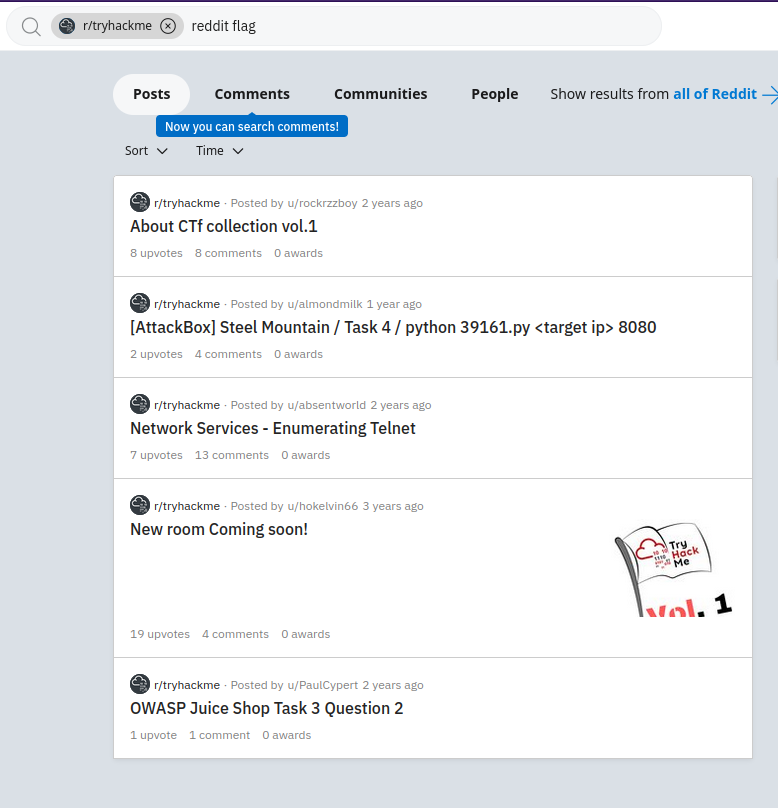 r/tryhackme reddit flag
Posts Comments Communities People Show results from all of Reddit
Now you can search comments!
Sort Time
r/tryhackme · Posted by u/rockrzzboy 2 years ago
About CTf collection vol.1
8 upvotes 8 comments 0 awards
r/tryhackme · Posted by u/almondmilk 1 year ago
[AttackBox] Steel Mountain / Task 4 / python 39161.py <target ip> 8080
2 upvotes 4 comments 0 awards
r/tryhackme · Posted by u/absentworld 2 years ago
Network Services - Enumerating Telnet
7 upvotes 13 comments 0 awards
r/tryhackme · Posted by u/hokelvin66 3 years ago
New room Coming soon!
Try
Hack
Me
Vol. 1
19 upvotes 4 comments 0 awards
r/tryhackme · Posted by u/PaulCypert 2 years ago
OWASP Juice Shop Task 3 Question 2
1 upvote 1 comment 0 awards